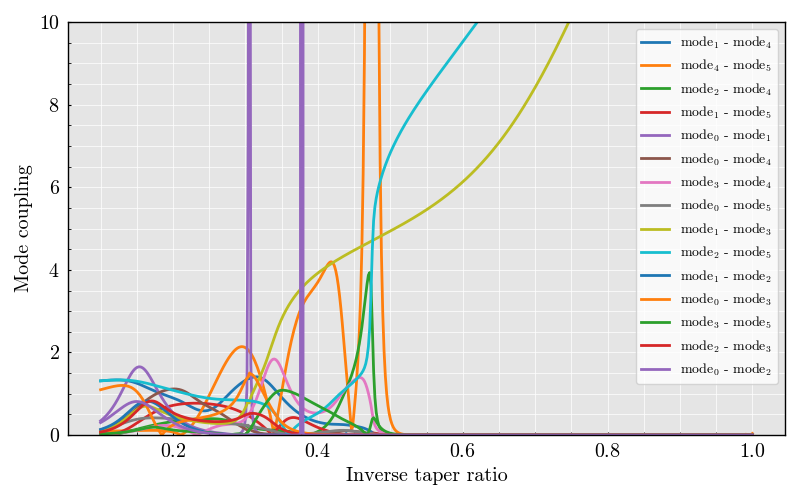 Mode coupling
10
8
6
4
2
0
0.2
0.4
0.6
0.8
1.0
Inverse taper ratio
mode₁ - mode₄
mode₄ - mode₅
mode₂ - mode₄
mode₁ - mode₅
mode₀ - mode₁
mode₀ - mode₄
mode₃ - mode₄
mode₀ - mode₅
mode₁ - mode₃
mode₂ - mode₅
mode₁ - mode₂
mode₀ - mode₃
mode₃ - mode₅
mode₂ - mode₃
mode₀ - mode₂